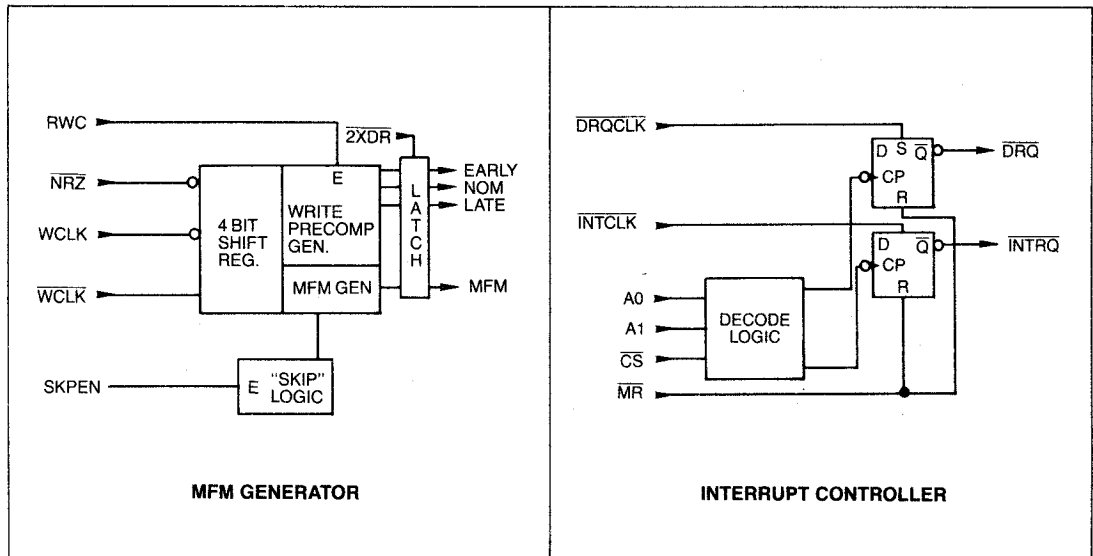 RWC
2XDR
NRZ
WCLK
WCLK
SKPEN
4 BIT
SHIFT
REG.
E
WRITE
PRECOMP
GEN.
MFM GEN
LATCH
EARLY
NOM
LATE
MFM
E "SKIP"
LOGIC
MFM GENERATOR
DRQCLK
D S Q
CP
R
DRQ
INTCLK
D Q
CP
R
INTRQ
A0
A1
CS
MR
DECODE
LOGIC
INTERRUPT CONTROLLER